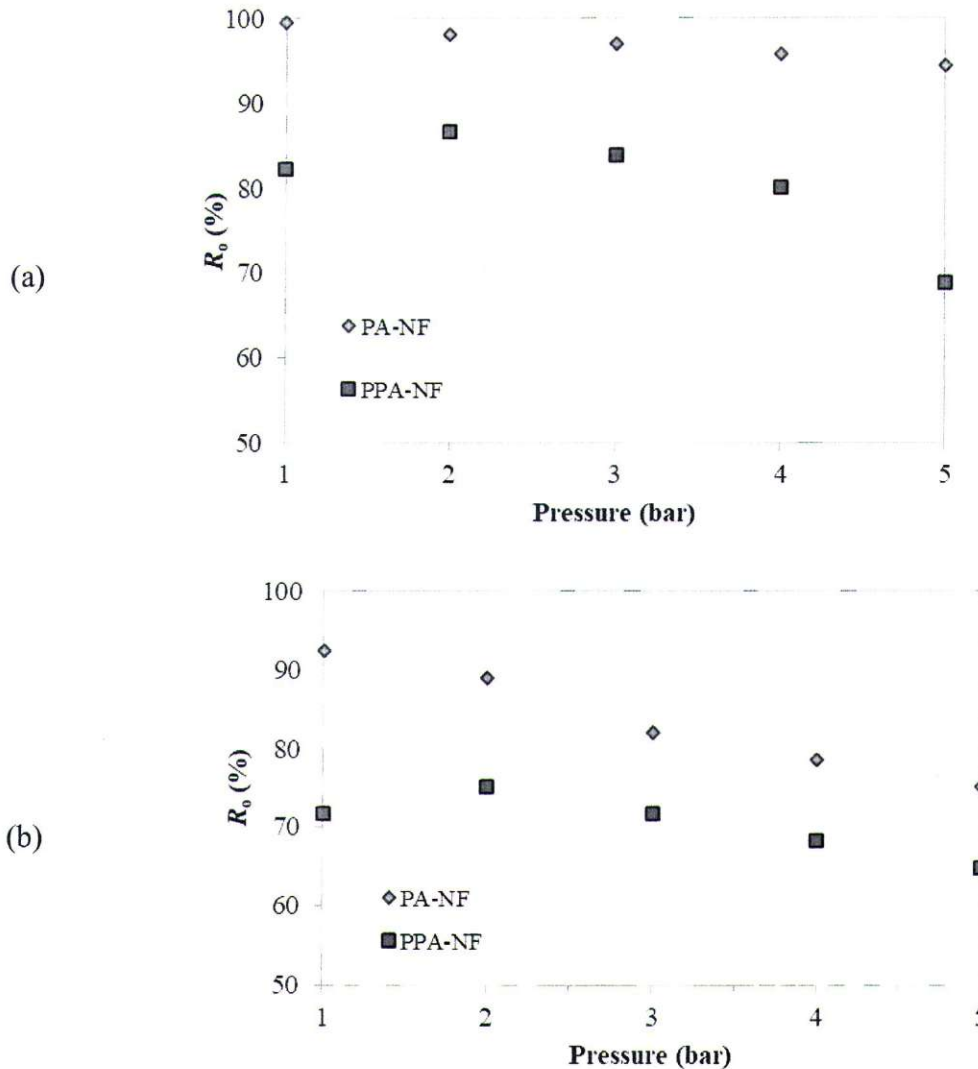 (a)
R₀ (%)
100
90
80
70
60
50
PA-NF
PPA-NF
1 2 3 4 5
Pressure (bar)
(b)
R₀ (%)
100
90
80
70
60
50
PA-NF
PPA-NF
1 2 3 4 5
Pressure (bar)